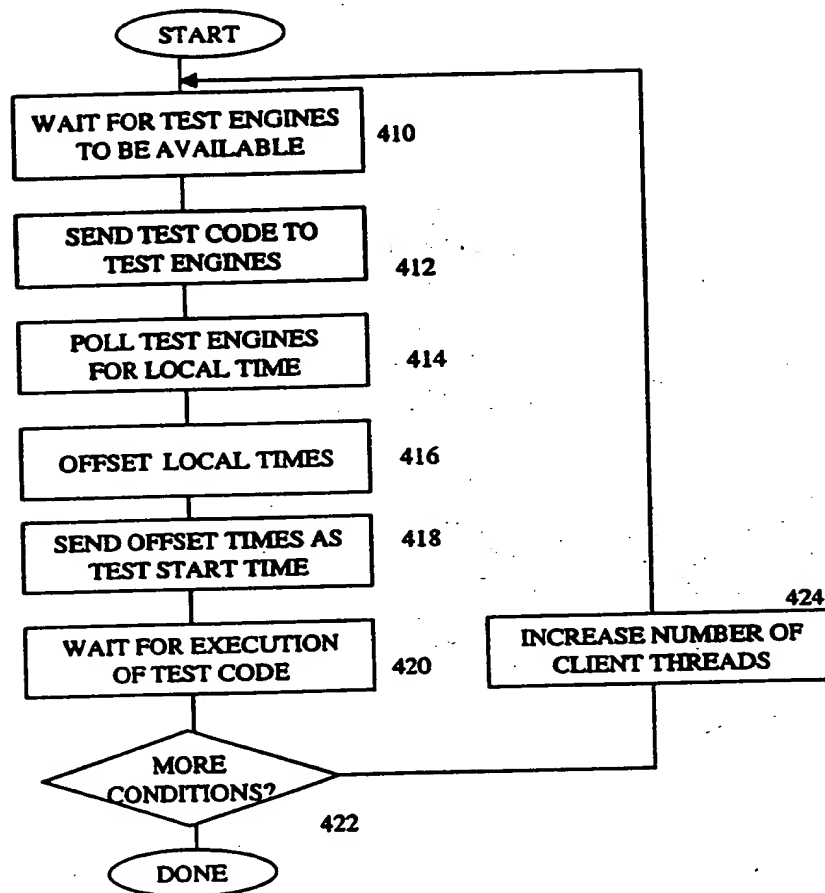 START
WAIT FOR TEST ENGINES
TO BE AVAILABLE
410
SEND TEST CODE TO
TEST ENGINES
412
POLL TEST ENGINES
FOR LOCAL TIME
414
OFFSET LOCAL TIMES
416
SEND OFFSET TIMES AS
TEST START TIME
418
WAIT FOR EXECUTION
OF TEST CODE
420
424
INCREASE NUMBER OF
CLIENT THREADS
MORE
CONDITIONS?
422
DONE